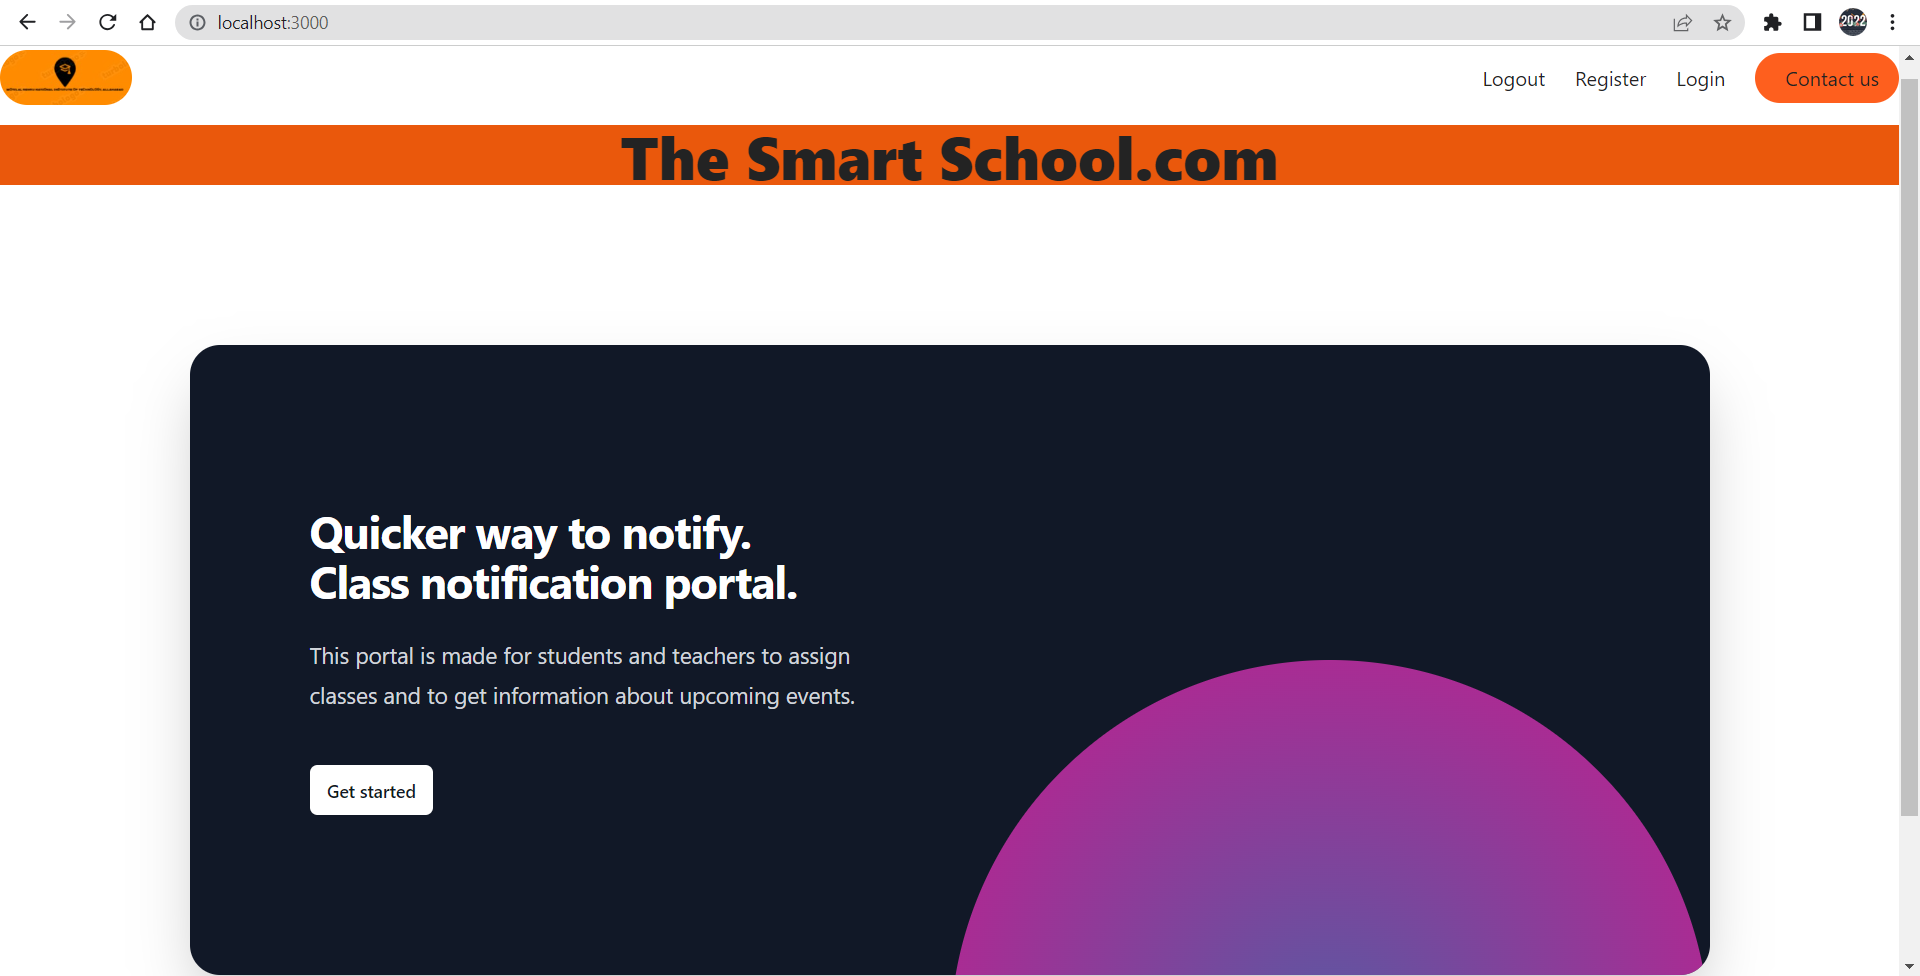 localhost:3000
2022
Logout Register Login Contact us
The Smart School.com
Quicker way to notify.
Class notification portal.
This portal is made for students and teachers to assign
classes and to get information about upcoming events.
Get started